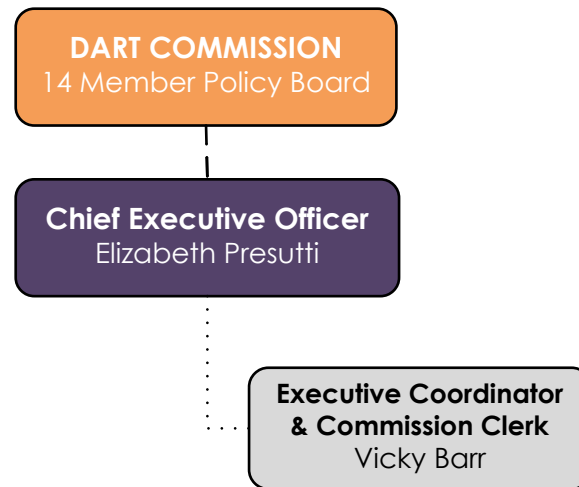 DART COMMISSION
14 Member Policy Board
Chief Executive Officer
Elizabeth Presutti
Executive Coordinator
& Commission Clerk
Vicky Barr